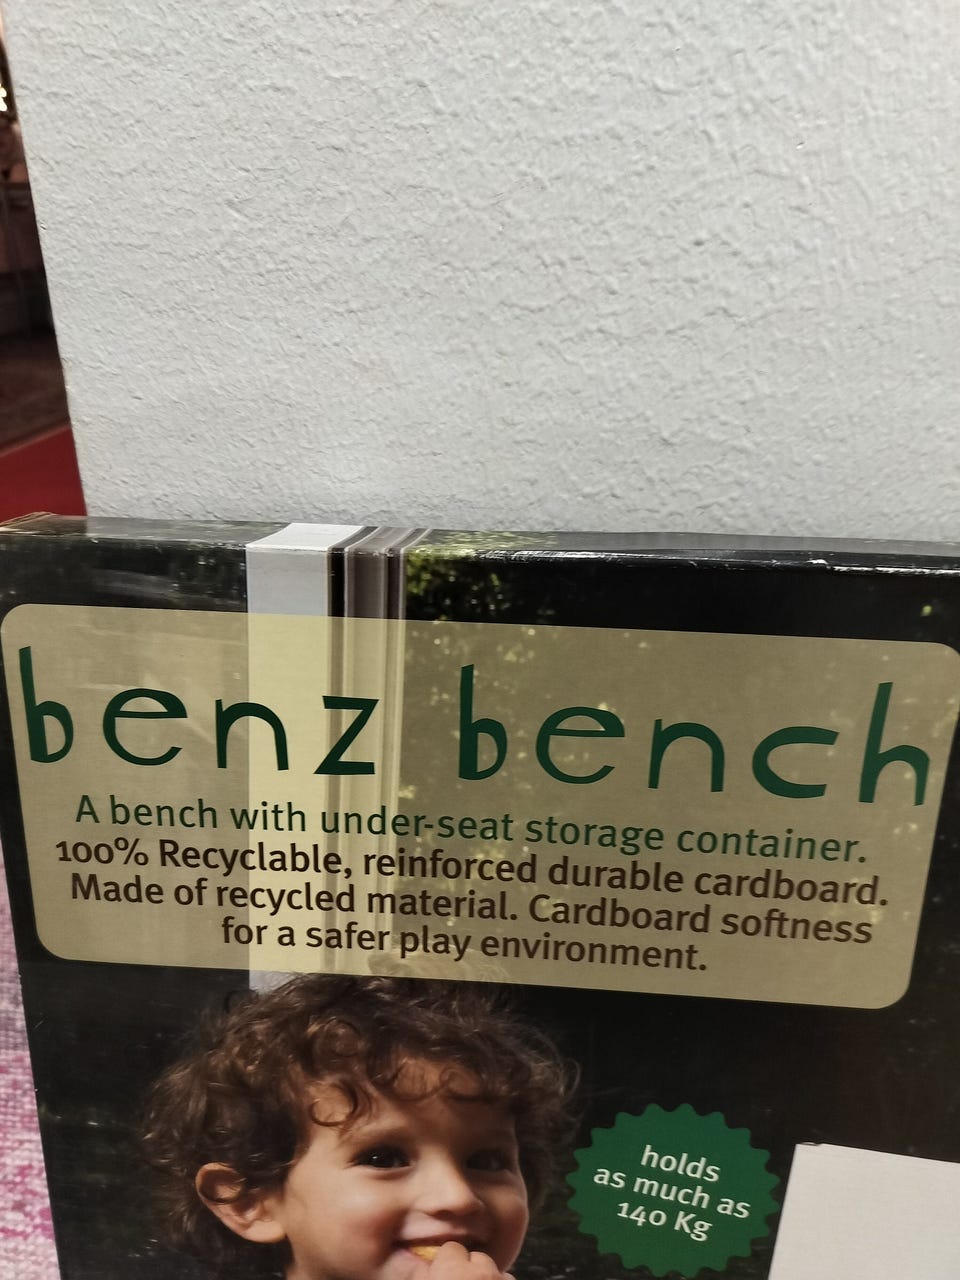 benz bench
A bench with under-seat storage container.
100% Recyclable, reinforced durable cardboard.
Made of recycled material. Cardboard softness
for a safer play environment.
holds
as much as
140 Kg